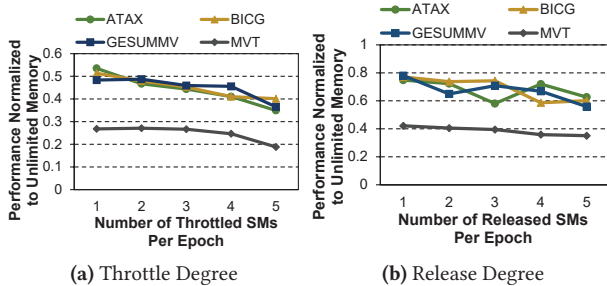 ATAX BICG
GESUMMV MVT
Performance Normalized
to Unlimited Memory
0.6
0.5
0.4
0.3
0.2
0.1
0
1 2 3 4 5
Number of Throttled SMs
Per Epoch
(a)
(a) Throttle Degree
ATAX BICG
GESUMMV MVT
Performance Normalized
to Unlimited Memory
1
0.8
0.6
0.4
0.2
0
1 2 3 4 5
Number of Released SMs
Per Epoch
(b)
(b) Release Degree